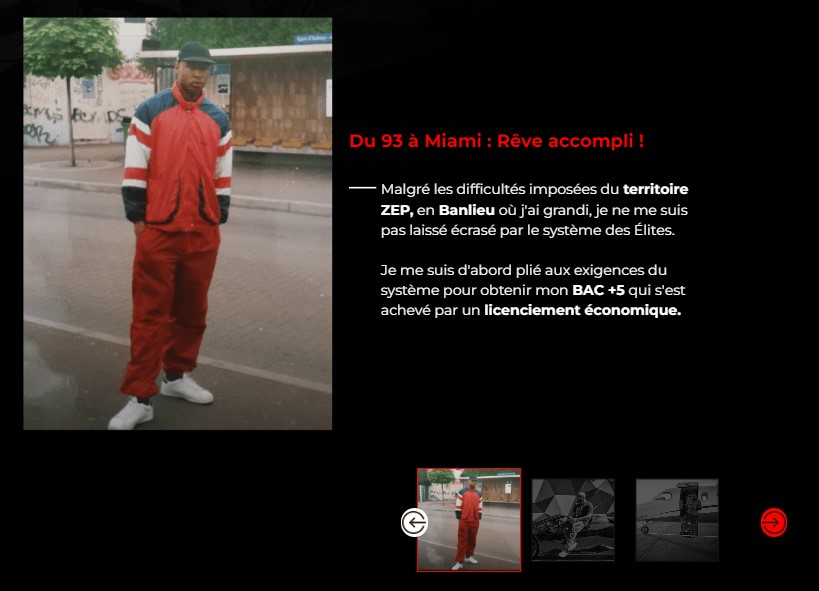 Du 93 à Miami : Rêve accompli !
Malgré les difficultés imposées du territoire
ZEP, en Banlieu où j'ai grandi, je ne me suis
pas laissé écrasé par le système des Élites.
Je me suis d'abord plié aux exigences du
système pour obtenir mon BAC +5 qui s'est
achevé par un licenciement économique.